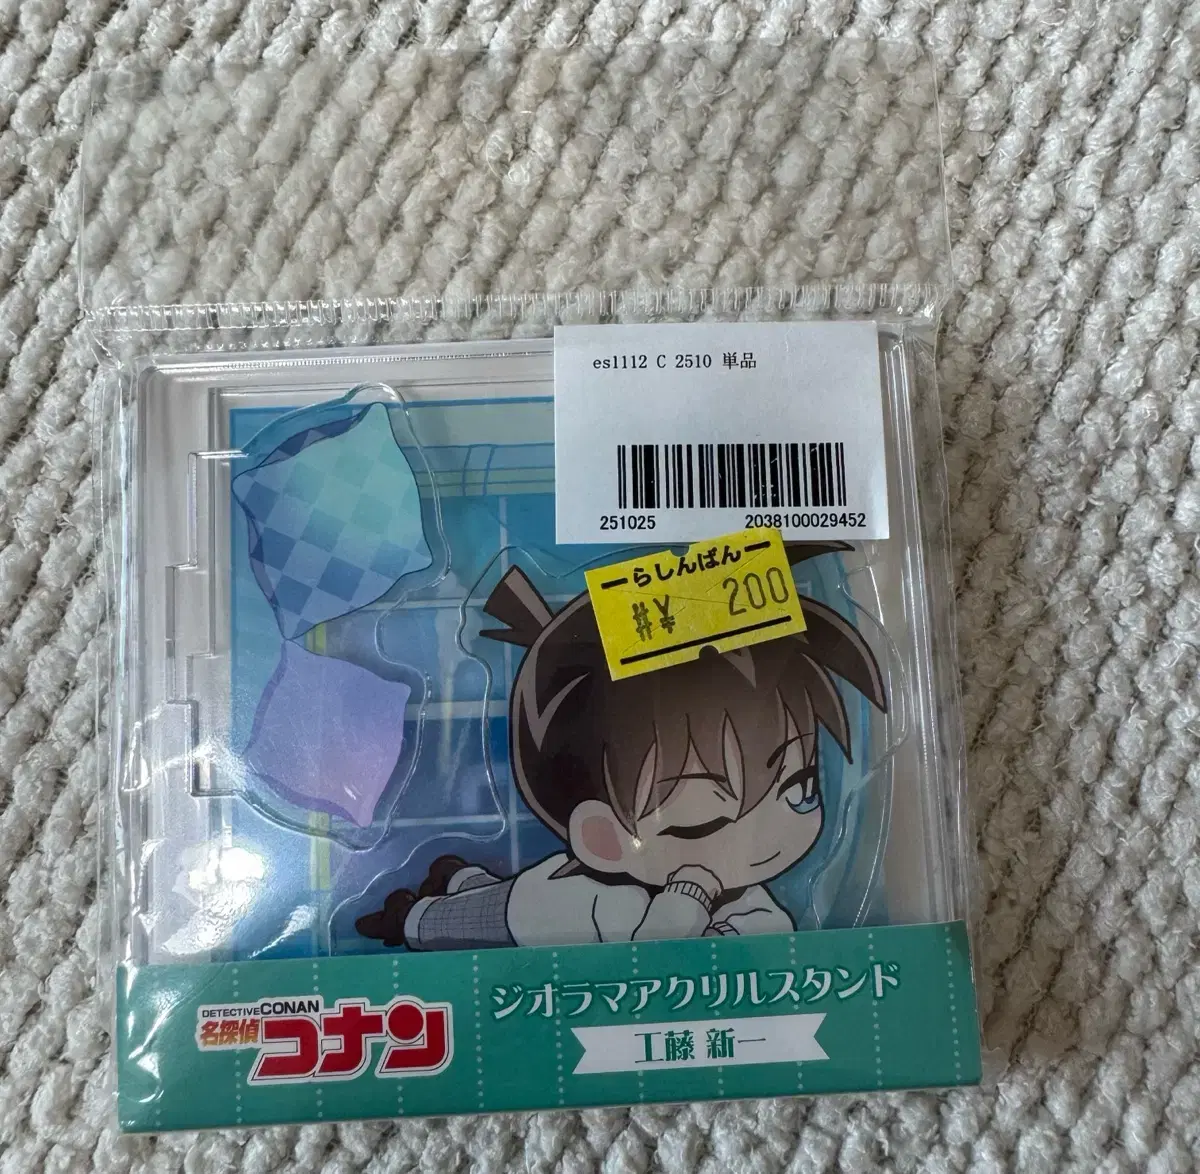 es1112 C 2510 単品
251025 2038100029452
らしんばん
#¥ 200
DETECTIVE CONAN
名探偵コナン
ジオラマアクリルスタンド
工藤 新一